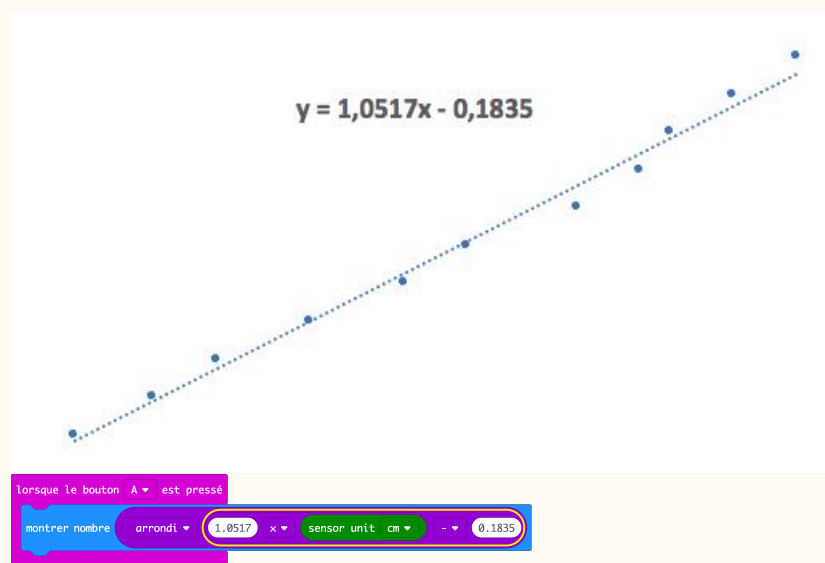 y = 1,0517x - 0,1835
lorsque le bouton A est pressé
montrer nombre arrondi 1.0517 × sensor unit cm - 0.1835